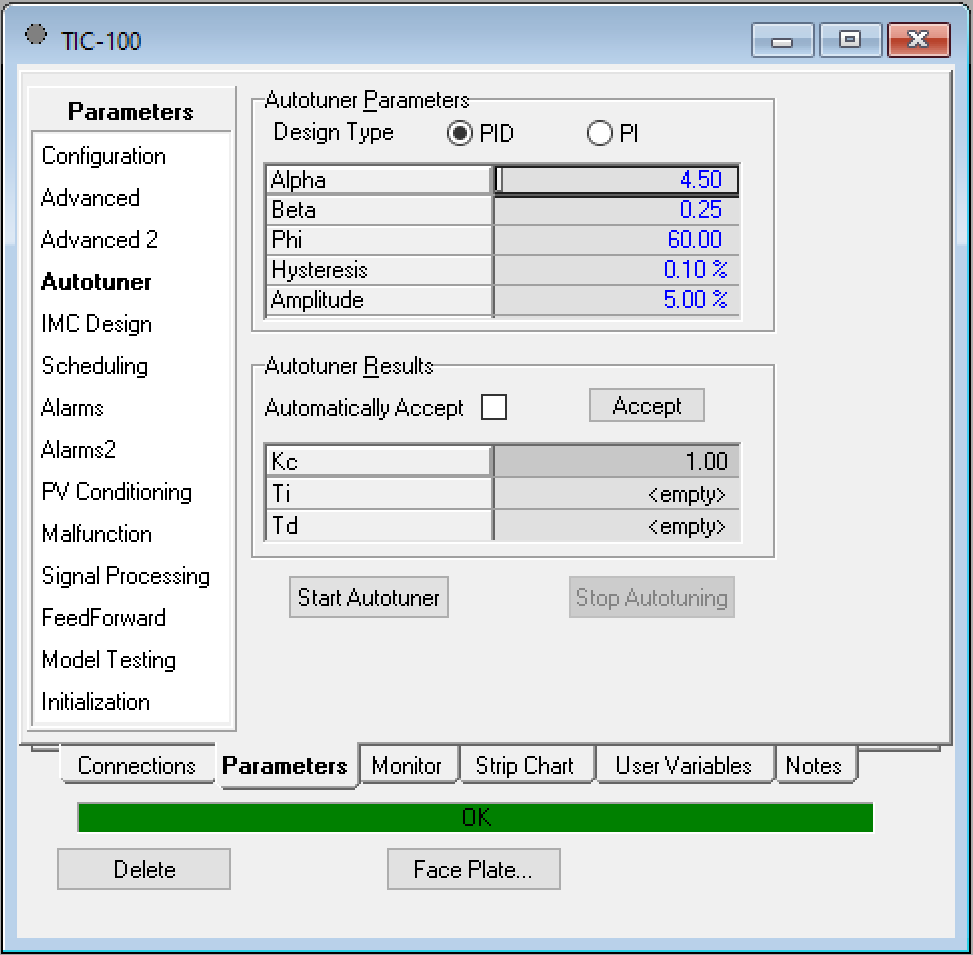 TIC-100
Parameters
Configuration
Advanced
Advanced 2
Autotuner
IMC Design
Scheduling
Alarms
Alarms2
PV Conditioning
Malfunction
Signal Processing
FeedForward
Model Testing
Initialization
Autotuner Parameters
Design Type PID PI
Alpha 4.50
Beta 0.25
Phi 60.00
Hysteresis 0.10 %
Amplitude 5.00 %
Autotuner Results
Automatically Accept Accept
Kc 1.00
Ti <empty>
Td <empty>
Start Autotuner Stop Autotuning
Connections Parameters Monitor Strip Chart User Variables Notes
OK
Delete Face Plate...